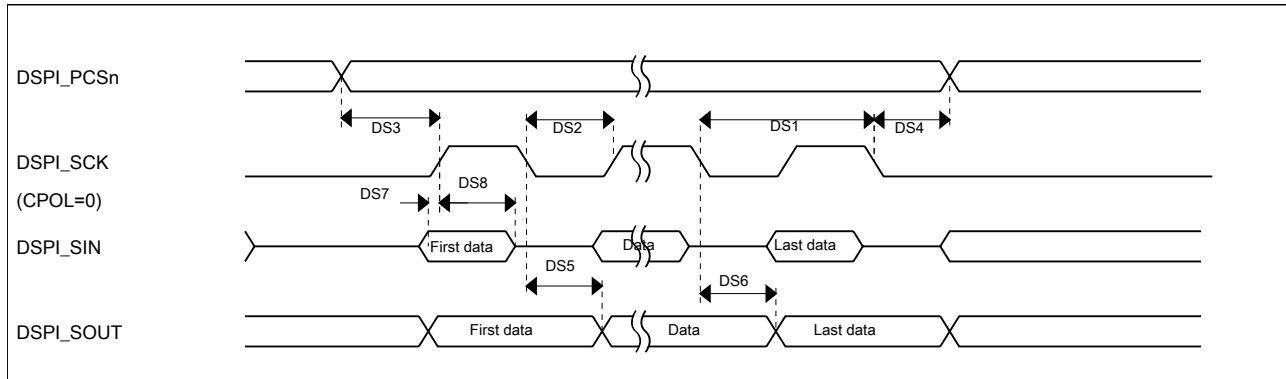 DSPI_PCSn
DS3
DS2
DS1
DS4
DSPI_SCK
(CPOL=0)
DS7
DS8
DSPI_SIN
First data
Data
Last data
DS5
DS6
DSPI_SOUT
First data
Data
Last data